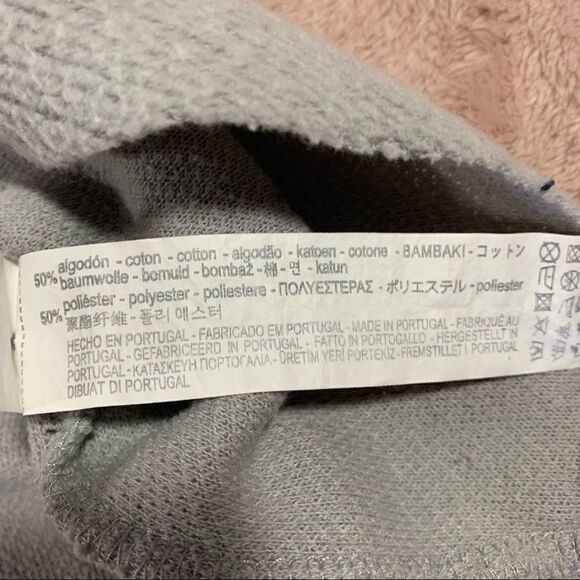 50% algodón - coton - cotton - algodão - katoen - cotone - BAMBAKI - コットン
baumwolle - bomuld - bombaž - 棉 - 면 - katun
50% poliéster - polyester - poliestere - ΠΟΛΥΕΣΤΕΡΑΣ - ポリエステル - poliester
聚酯纤维 - 폴리 에스터
HECHO EN PORTUGAL - FABRICADO EM PORTUGAL - MADE IN PORTUGAL - FABRIQUÉ AU
PORTUGAL - GEFABRICEERD IN PORTUGAL - FATTO IN PORTOGALLO - HERGESTELLT IN
PORTUGAL - ΚΑΤΑΣΚΕΥΗ ΠΟΡΤΟΓΑΛΙΑ - ÜRETİM YERİ PORTEKİZ - FREMSTILLET I PORTUGAL -
DIBUAT DI PORTUGAL